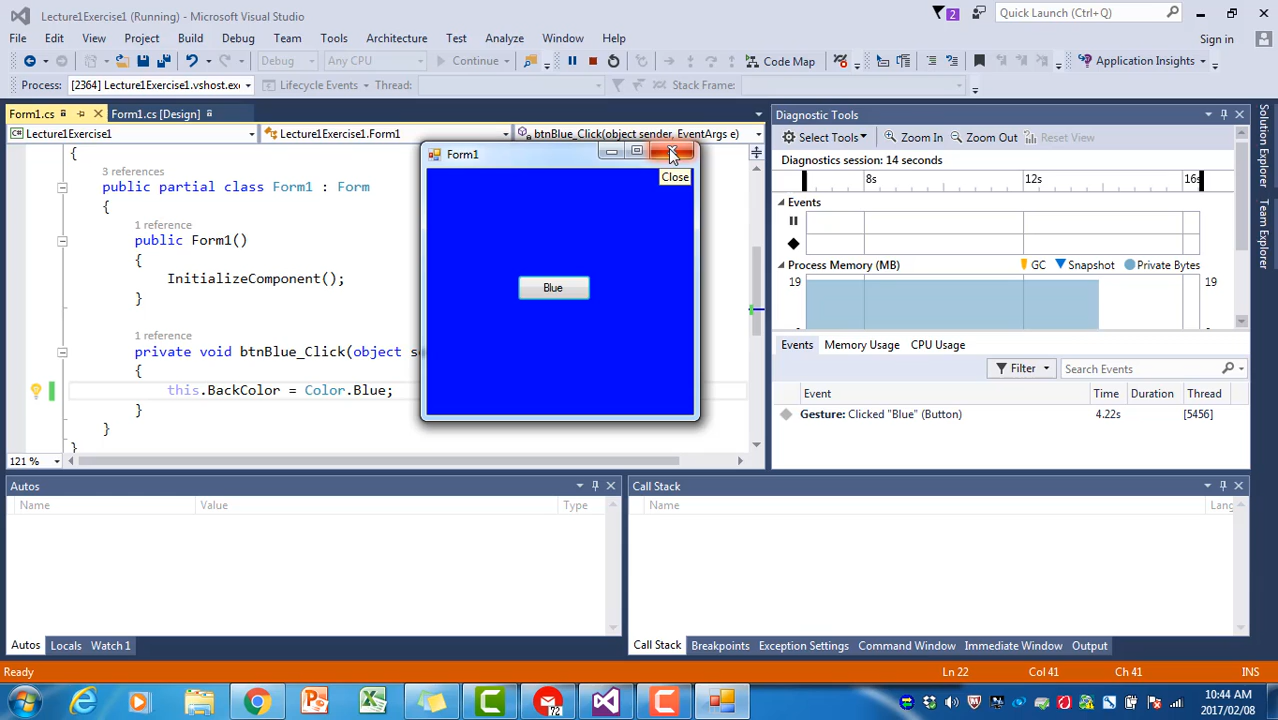 Lecture1Exercise1 (Running) - Microsoft Visual Studio
2
Quick Launch (Ctrl+Q)
File Edit View Project Build Debug Team Tools Architecture Test Analyze Window Help
Sign in
Debug Any CPU Continue Code Map Application Insights
Process: [2364] Lecture1Exercise1.vshost.exe Lifecycle Events Thread: Stack Frame:
Form1.cs Form1.cs [Design]
Lecture1Exercise1 Lecture1Exercise1.Form1 btnBlue_Click(object sender, EventArgs e)
{
3 references
public partial class Form1 : Form
{
1 reference
public Form1()
{
InitializeComponent();
}
1 reference
private void btnBlue_Click(object s
{
this.BackColor = Color.Blue;
}
}
}
121 %
Form1
Close
Blue
Diagnostic Tools
Select Tools Zoom In Zoom Out Reset View
Diagnostics session: 14 seconds
8s 12s 16s
Events
Process Memory (MB) GC Snapshot Private Bytes
19 19
Events Memory Usage CPU Usage
Filter Search Events
Event Time Duration Thread
Gesture: Clicked "Blue" (Button) 4.22s [5456]
Autos
Name Value Type
Autos Locals Watch 1
Call Stack
Name Lang
Call Stack Breakpoints Exception Settings Command Window Immediate Window Output
Ready Ln 22 Col 41 Ch 41 INS
72
10:44 AM
2017/02/08